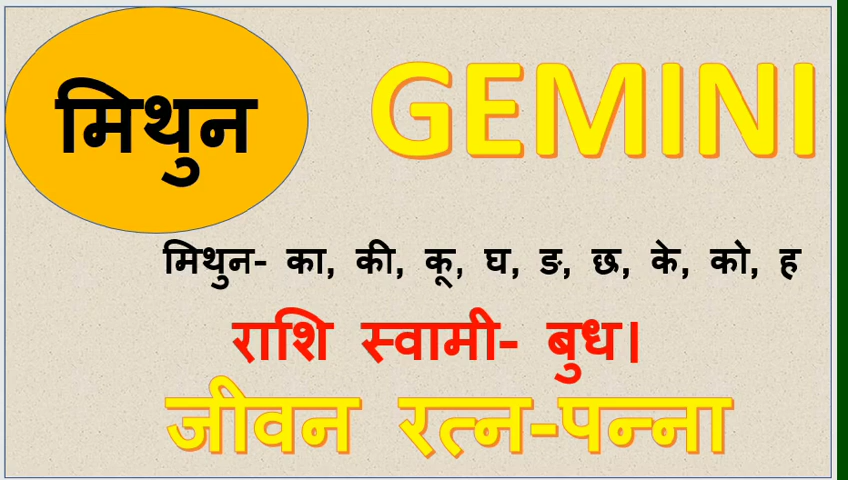 मिथुन
GEMINI
मिथुन- का, की, कू, घ, ङ, छ, के, को, ह
राशि स्वामी- बुध।
जीवन रत्न-पन्ना